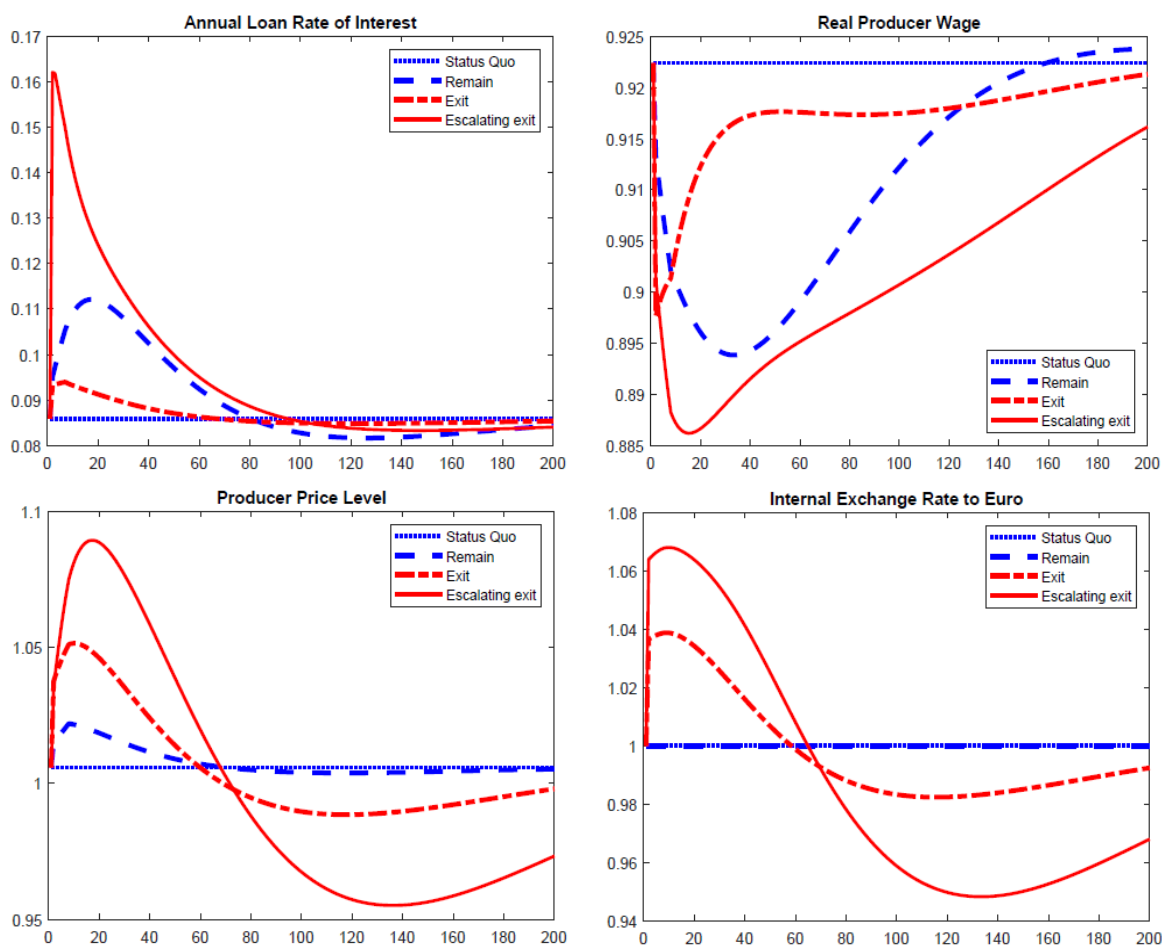 Annual Loan Rate of Interest
0.17
0.16
0.15
0.14
0.13
0.12
0.11
0.1
0.09
0.08
0 20 40 60 80 100 120 140 160 180 200
Status Quo
Remain
Exit
Escalating exit
Real Producer Wage
0.925
0.92
0.915
0.91
0.905
0.9
0.895
0.89
0.885
0 20 40 60 80 100 120 140 160 180 200
Status Quo
Remain
Exit
Escalating exit
Producer Price Level
1.1
1.05
1
0.95
0 20 40 60 80 100 120 140 160 180 200
Status Quo
Remain
Exit
Escalating exit
Internal Exchange Rate to Euro
1.08
1.06
1.04
1.02
1
0.98
0.96
0.94
0 20 40 60 80 100 120 140 160 180 200
Status Quo
Remain
Exit
Escalating exit